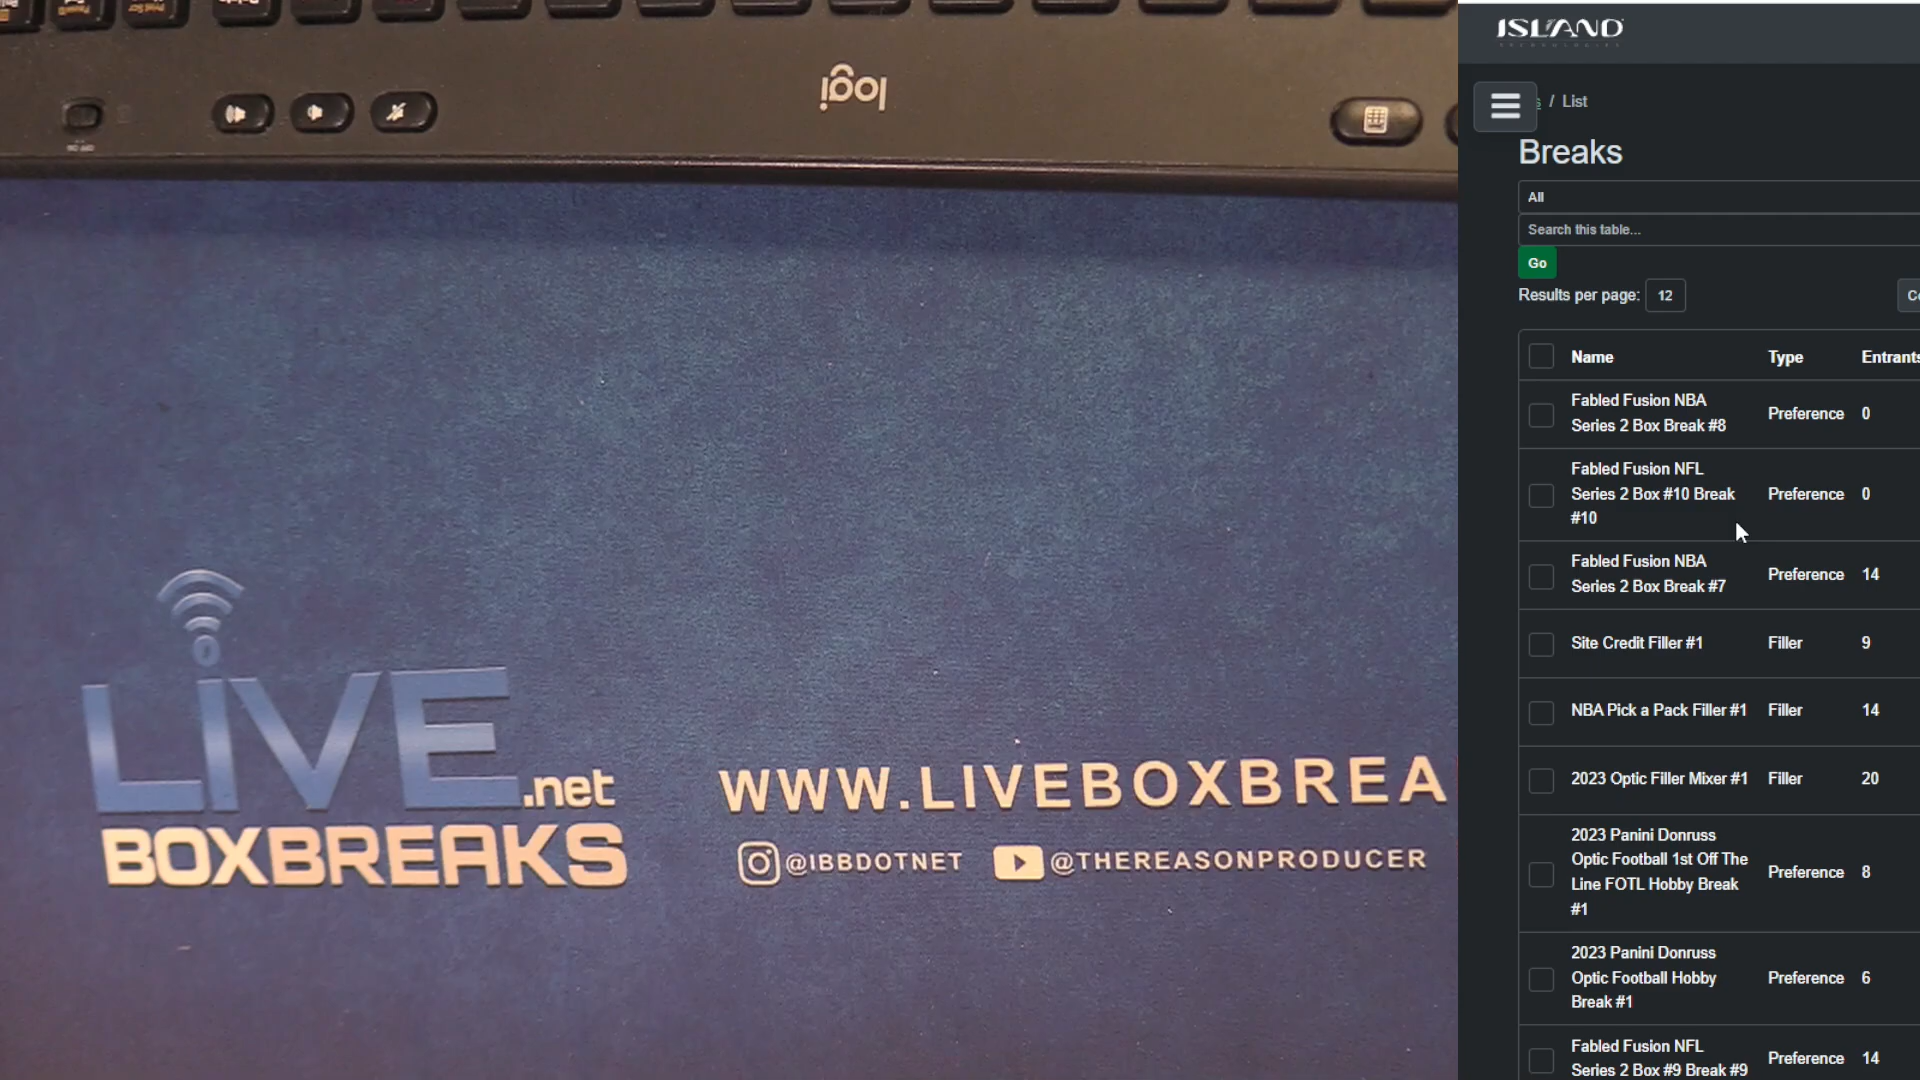 logi
LIVE
.net
BOXBREAKS
WWW.LIVEBOXBREA
@IBBDOTNET
@THEREASONPRODUCER
ISLAND
/ List
Breaks
All
Search this table...
Go
Results per page: 12
Name Type Entrants
Fabled Fusion NBA
Series 2 Box Break #8
Preference 0
Fabled Fusion NFL
Series 2 Box #10 Break
#10
Preference 0
Fabled Fusion NBA
Series 2 Box Break #7
Preference 14
Site Credit Filler #1 Filler 9
NBA Pick a Pack Filler #1 Filler 14
2023 Optic Filler Mixer #1 Filler 20
2023 Panini Donruss
Optic Football 1st Off The
Line FOTL Hobby Break
#1
Preference 8
2023 Panini Donruss
Optic Football Hobby
Break #1
Preference 6
Fabled Fusion NFL
Series 2 Box #9 Break #9
Preference 14